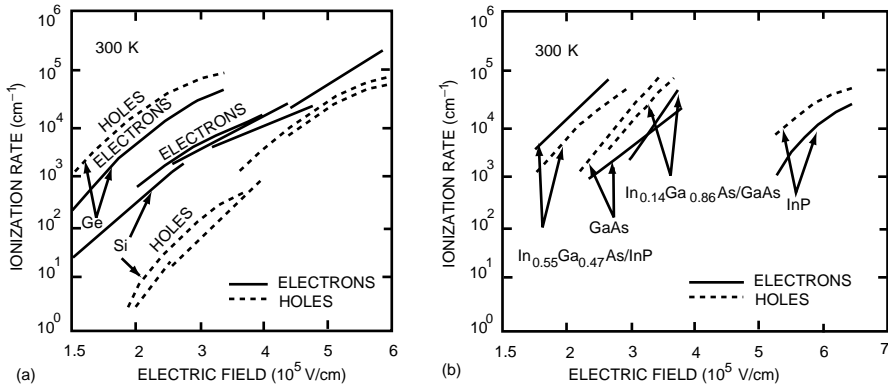 300 K
HOLES
ELECTRONS
ELECTRONS
Ge
Si
HOLES
ELECTRONS
HOLES
10^6
10^5
10^4
10^3
10^2
10^1
10^0
IONIZATION RATE (cm^−1)
1.5 2 3 4 5 6
(a) ELECTRIC FIELD (10^5 V/cm)
300 K
In_0.14Ga_0.86As/GaAs
GaAs
InP
In_0.55Ga_0.47As/InP
ELECTRONS
HOLES
10^6
10^5
10^4
10^3
10^2
10^1
10^0
IONIZATION RATE (cm^−1)
1.5 2 3 4 5 6 7
(b) ELECTRIC FIELD (10^5 V/cm)